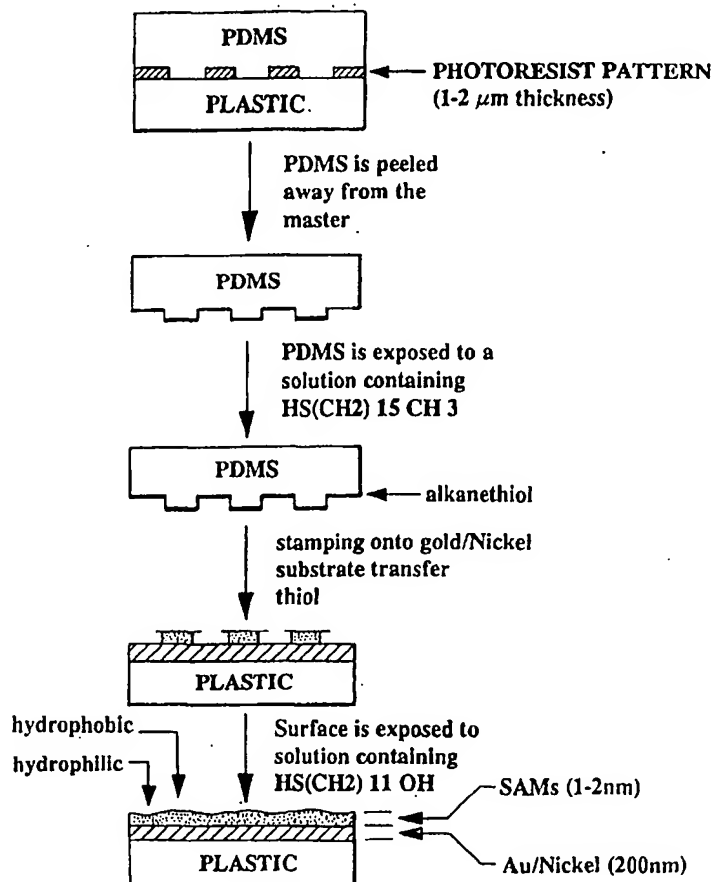 PDMS
PHOTORESIST PATTERN
(1-2 μm thickness)
PLASTIC.
PDMS is peeled
away from the
master
PDMS
PDMS is exposed to a
solution containing
HS(CH2) 15 CH 3
PDMS
alkanethiol
stamping onto gold/Nickel
substrate transfer
thiol
PLASTIC
hydrophobic
hydrophilic
Surface is exposed to
solution containing
HS(CH2) 11 OH
SAMs (1-2nm)
PLASTIC
Au/Nickel (200nm)